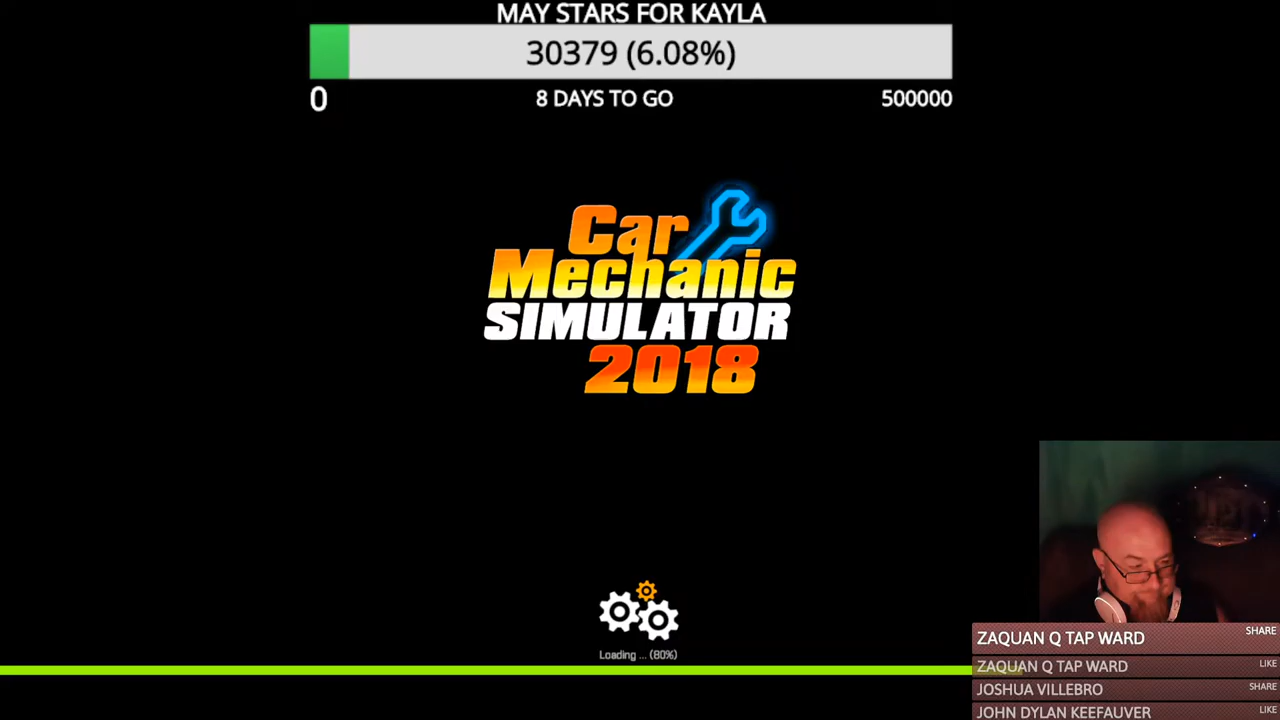 MAY STARS FOR KAYLA
30379 (6.08%)
0 8 DAYS TO GO 500000
Car
Mechanic
SIMULATOR
2018
Loading ... (80%)
ZAQUAN Q TAP WARD SHARE
ZAQUAN Q TAP WARD LIKE
JOSHUA VILLEBRO SHARE
JOHN DYLAN KEEFAUVER LIKE